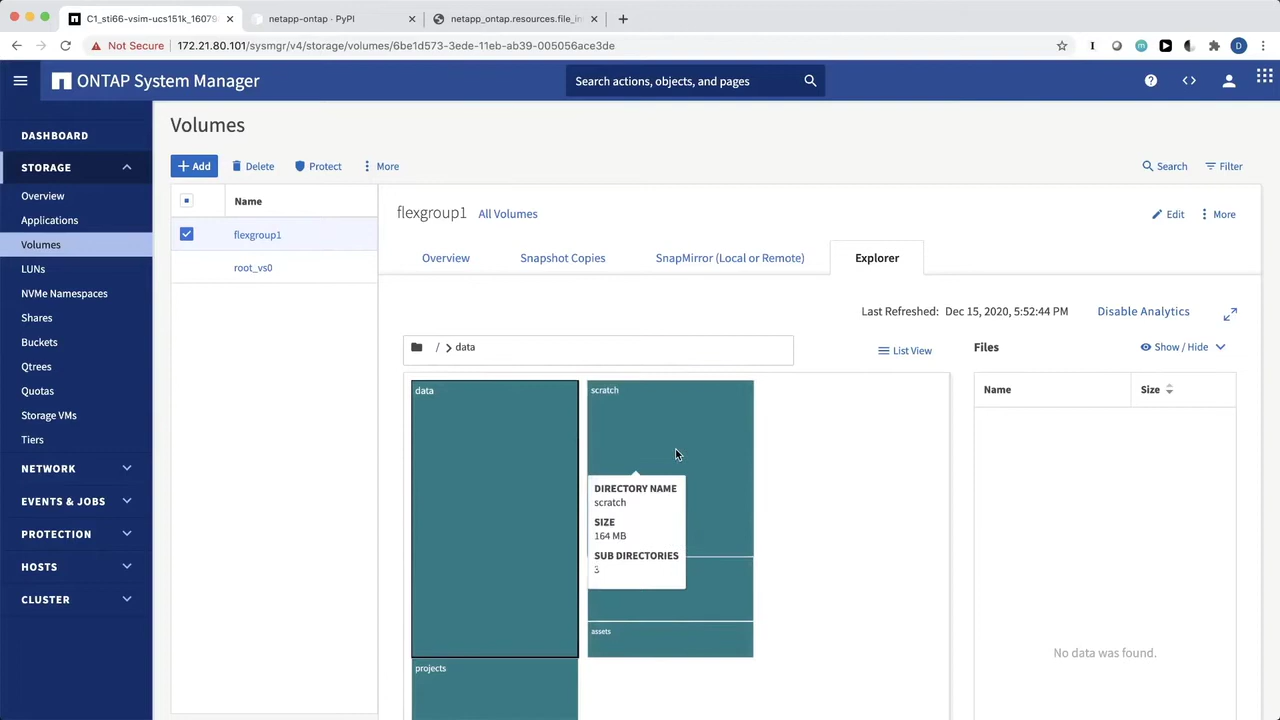 C1_sti66-vsim-ucs151k_16079
netapp-ontap · PyPI
netapp_ontap.resources.file_in
Not Secure
172.21.80.101/sysmgr/v4/storage/volumes/6be1d573-3ede-11eb-ab39-005056ace3de
D
ONTAP System Manager
Search actions, objects, and pages
DASHBOARD
STORAGE
Overview
Applications
Volumes
LUNs
NVMe Namespaces
Shares
Buckets
Qtrees
Quotas
Storage VMs
Tiers
NETWORK
EVENTS & JOBS
PROTECTION
HOSTS
CLUSTER
Volumes
Add Delete Protect More
Search Filter
Name
flexgroup1
root_vs0
flexgroup1 All Volumes
Edit More
Overview Snapshot Copies SnapMirror (Local or Remote) Explorer
Last Refreshed: Dec 15, 2020, 5:52:44 PM Disable Analytics
/ > data
List View
data
scratch
DIRECTORY NAME
scratch
SIZE
164 MB
SUB DIRECTORIES
3
assets
projects
Files Show / Hide
Name Size
No data was found.